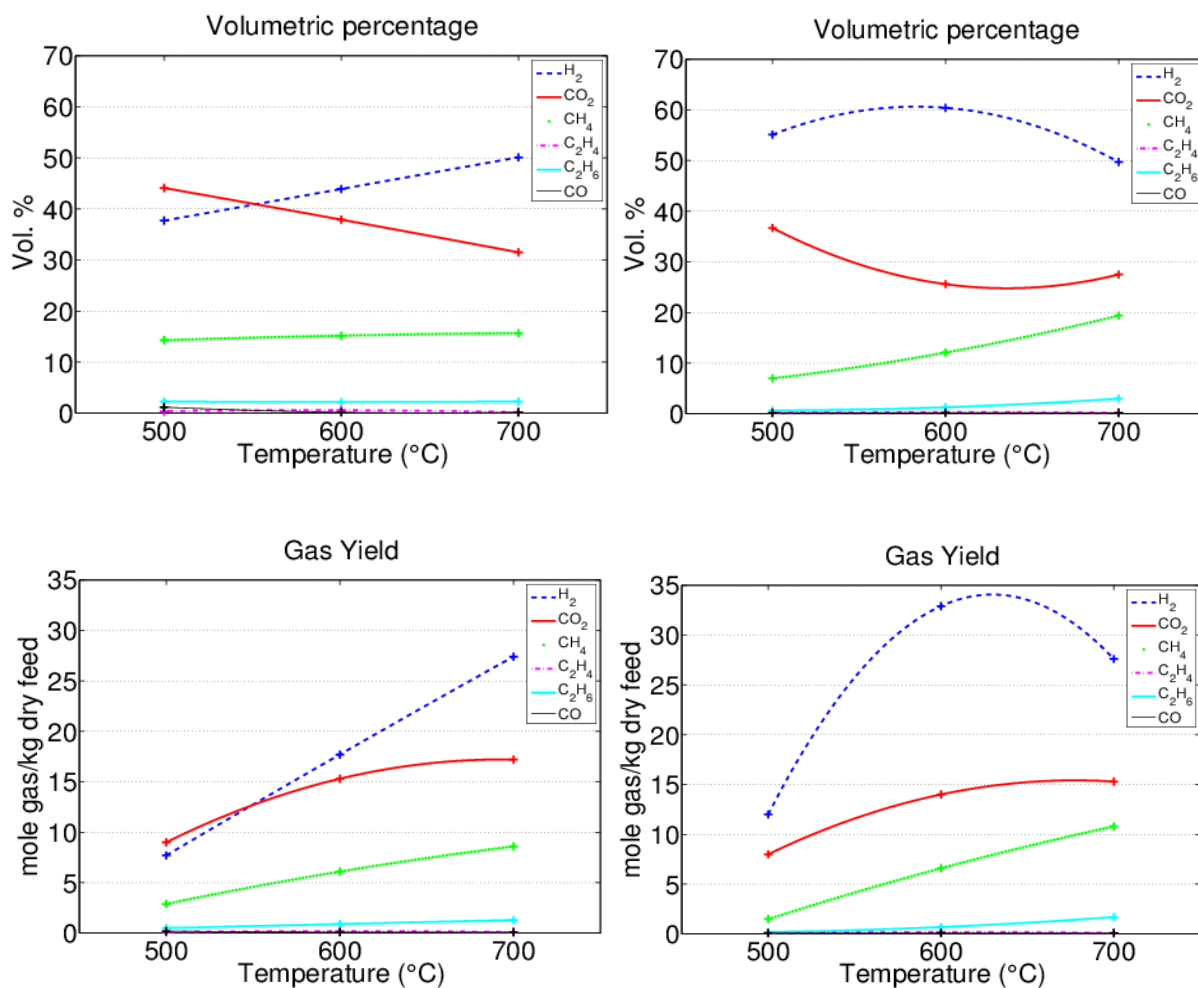 Volumetric percentage
70
60
50
40
30
20
10
0
Vol. %
500
600
700
Temperature (°C)
H2
CO2
CH4
C2H4
C2H6
CO
Volumetric percentage
70
60
50
40
30
20
10
0
Vol. %
500
600
700
Temperature (°C)
H2
CO2
CH4
C2H4
C2H6
CO
Gas Yield
35
30
25
20
15
10
5
0
mole gas/kg dry feed
500
600
700
Temperature (°C)
H2
CO2
CH4
C2H4
C2H6
CO
Gas Yield
35
30
25
20
15
10
5
0
mole gas/kg dry feed
500
600
700
Temperature (°C)
H2
CO2
CH4
C2H4
C2H6
CO